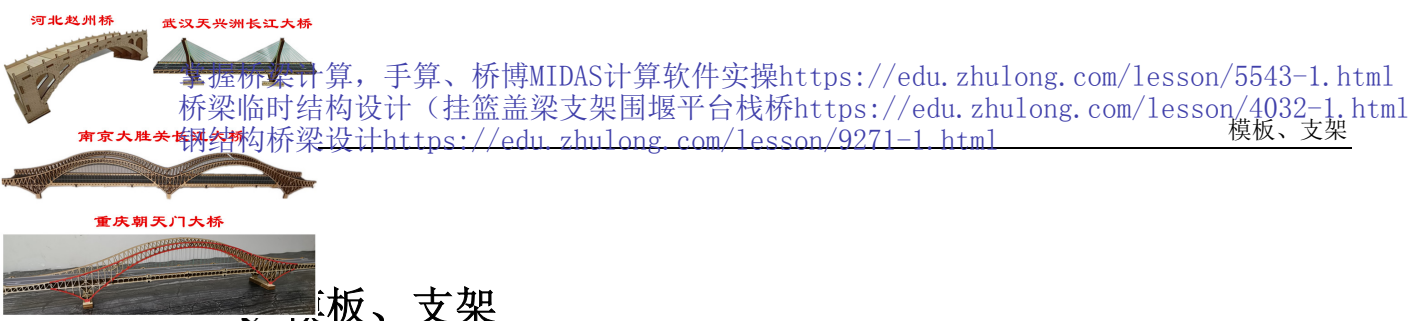 河北赵州桥
武汉天兴洲长江大桥
掌握桥梁计算，手算、桥博MIDAS计算软件实操https://edu.zhulong.com/lesson/5543-1.html
桥梁临时结构设计（挂篮盖梁支架围堰平台栈桥https://edu.zhulong.com/lesson/4032-1.html
南京大胜关长江大桥
钢结构桥梁设计https://edu.zhulong.com/lesson/9271-1.html
模板、支架
重庆朝天门大桥
模板、支架